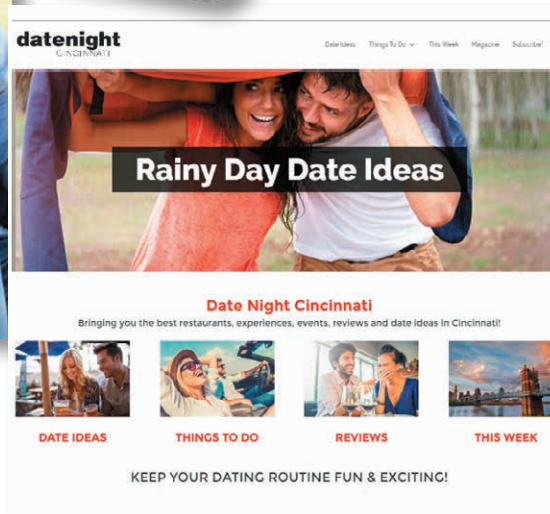 datenight
CINCINNATI
Date Ideas Things To Do This Week Magazine Subscribe!
Rainy Day Date Ideas
Date Night Cincinnati
Bringing you the best restaurants, experiences, events, reviews and date ideas in Cincinnati!
DATE IDEAS THINGS TO DO REVIEWS THIS WEEK
KEEP YOUR DATING ROUTINE FUN & EXCITING!